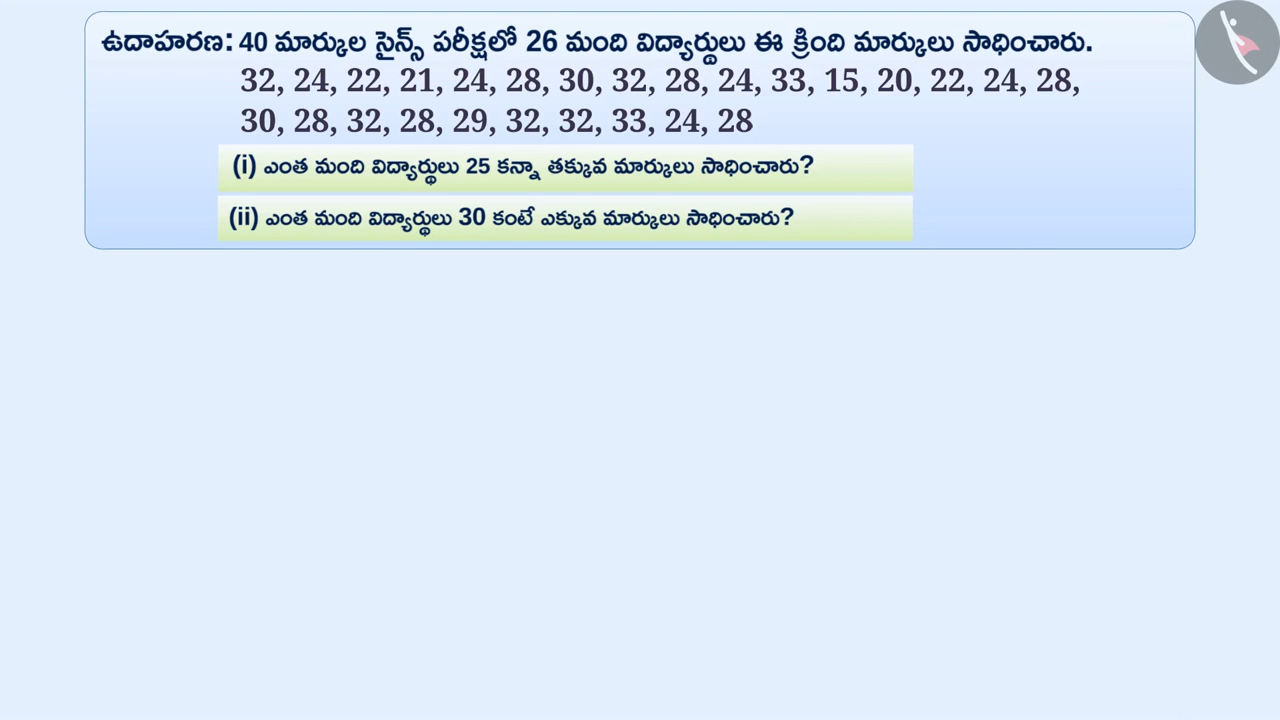 ఉదాహరణ: 40 మార్కుల సైన్స్ పరీక్షలో 26 మంది విద్యార్థులు ఈ క్రింది మార్కులు సాధించారు.
32, 24, 22, 21, 24, 28, 30, 32, 28, 24, 33, 15, 20, 22, 24, 28,
30, 28, 32, 28, 29, 32, 32, 33, 24, 28
(i) ఎంత మంది విద్యార్థులు 25 కన్నా తక్కువ మార్కులు సాధించారు?
(ii) ఎంత మంది విద్యార్థులు 30 కంటే ఎక్కువ మార్కులు సాధించారు?